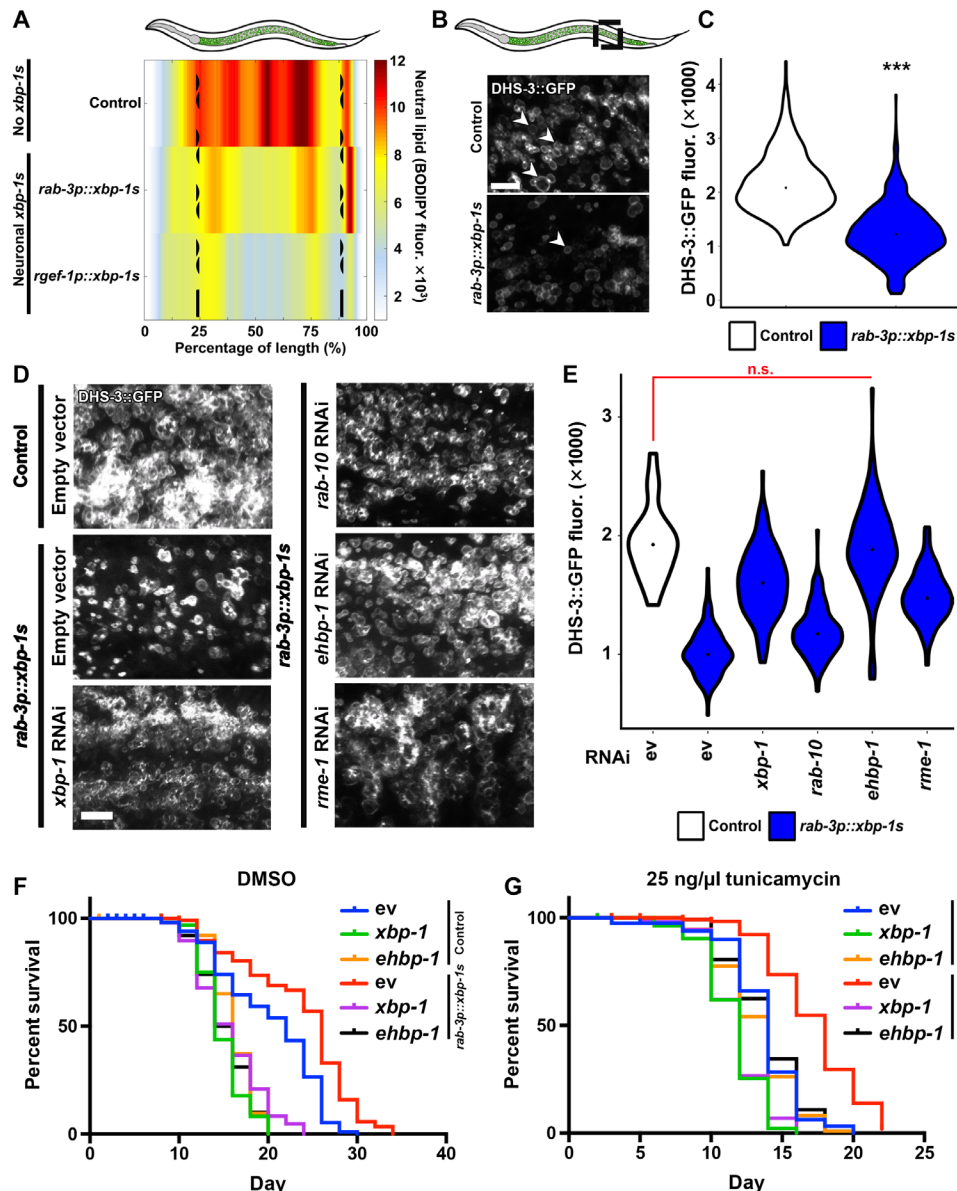 A
No xbp-1s
Neuronal xbp-1s
Control
rab-3p::xbp-1s
rgef-1p::xbp-1s
0 25 50 75 100
Percentage of length (%)
12
10
8
6
4
2
Neutral lipid (BODIPY fluor. ×10³)
B
DHS-3::GFP
Control
rab-3p::xbp-1s
C
***
DHS-3::GFP fluor. (×1000)
4
3
2
1
0
Control rab-3p::xbp-1s
D
Control
rab-3p::xbp-1s
Empty vector
DHS-3::GFP
Empty vector
xbp-1 RNAi
rab-3p::xbp-1s
rab-10 RNAi
ehbp-1 RNAi
rme-1 RNAi
E
n.s.
DHS-3::GFP fluor. (×1000)
3
2
1
RNAi ev ev xbp-1 rab-10 ehbp-1 rme-1
Control rab-3p::xbp-1s
F
DMSO
Percent survival
100
50
0
0 10 20 30 40
Day
ev
xbp-1
ehbp-1
Control
ev
xbp-1
ehbp-1
rab-3p::xbp-1s
G
25 ng/µl tunicamycin
Percent survival
100
50
0
0 5 10 15 20 25
Day
ev
xbp-1
ehbp-1
ev
xbp-1
ehbp-1